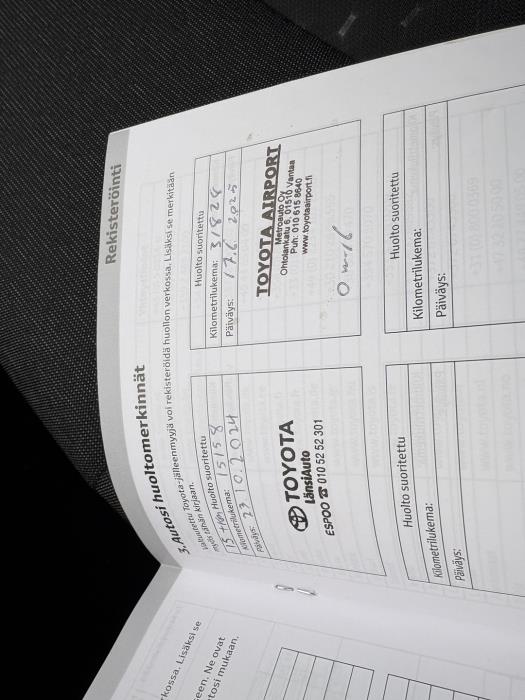 Rekisteröinti
3. Autosi huoltomerkinnät
Valtuutettu Toyota-jälleenmyyjä voi rekisteröidä huollon verkossa. Lisäksi se merkitään
myös tähän kirjaan.
15 tkm Huolto suoritettu
Kilometrilukema: 15158
Päiväys: 23 10.2024
TOYOTA
LänsiAuto
ESPOO ☎ 010 52 52 301
Huolto suoritettu
Kilometrilukema: 31828
Päiväys: 17.6. 2025
TOYOTA AIRPORT
Metroauto Oy
Ohtolankatu 6, 01510 Vantaa
Puh: 010 615 8640
www.toyotaairport.fi
Huolto suoritettu
Kilometrilukema:
Päiväys:
Huolto suoritettu
Kilometrilukema:
Päiväys:
rkossa. Lisäksi se
een. Ne ovat
tosi mukaan.